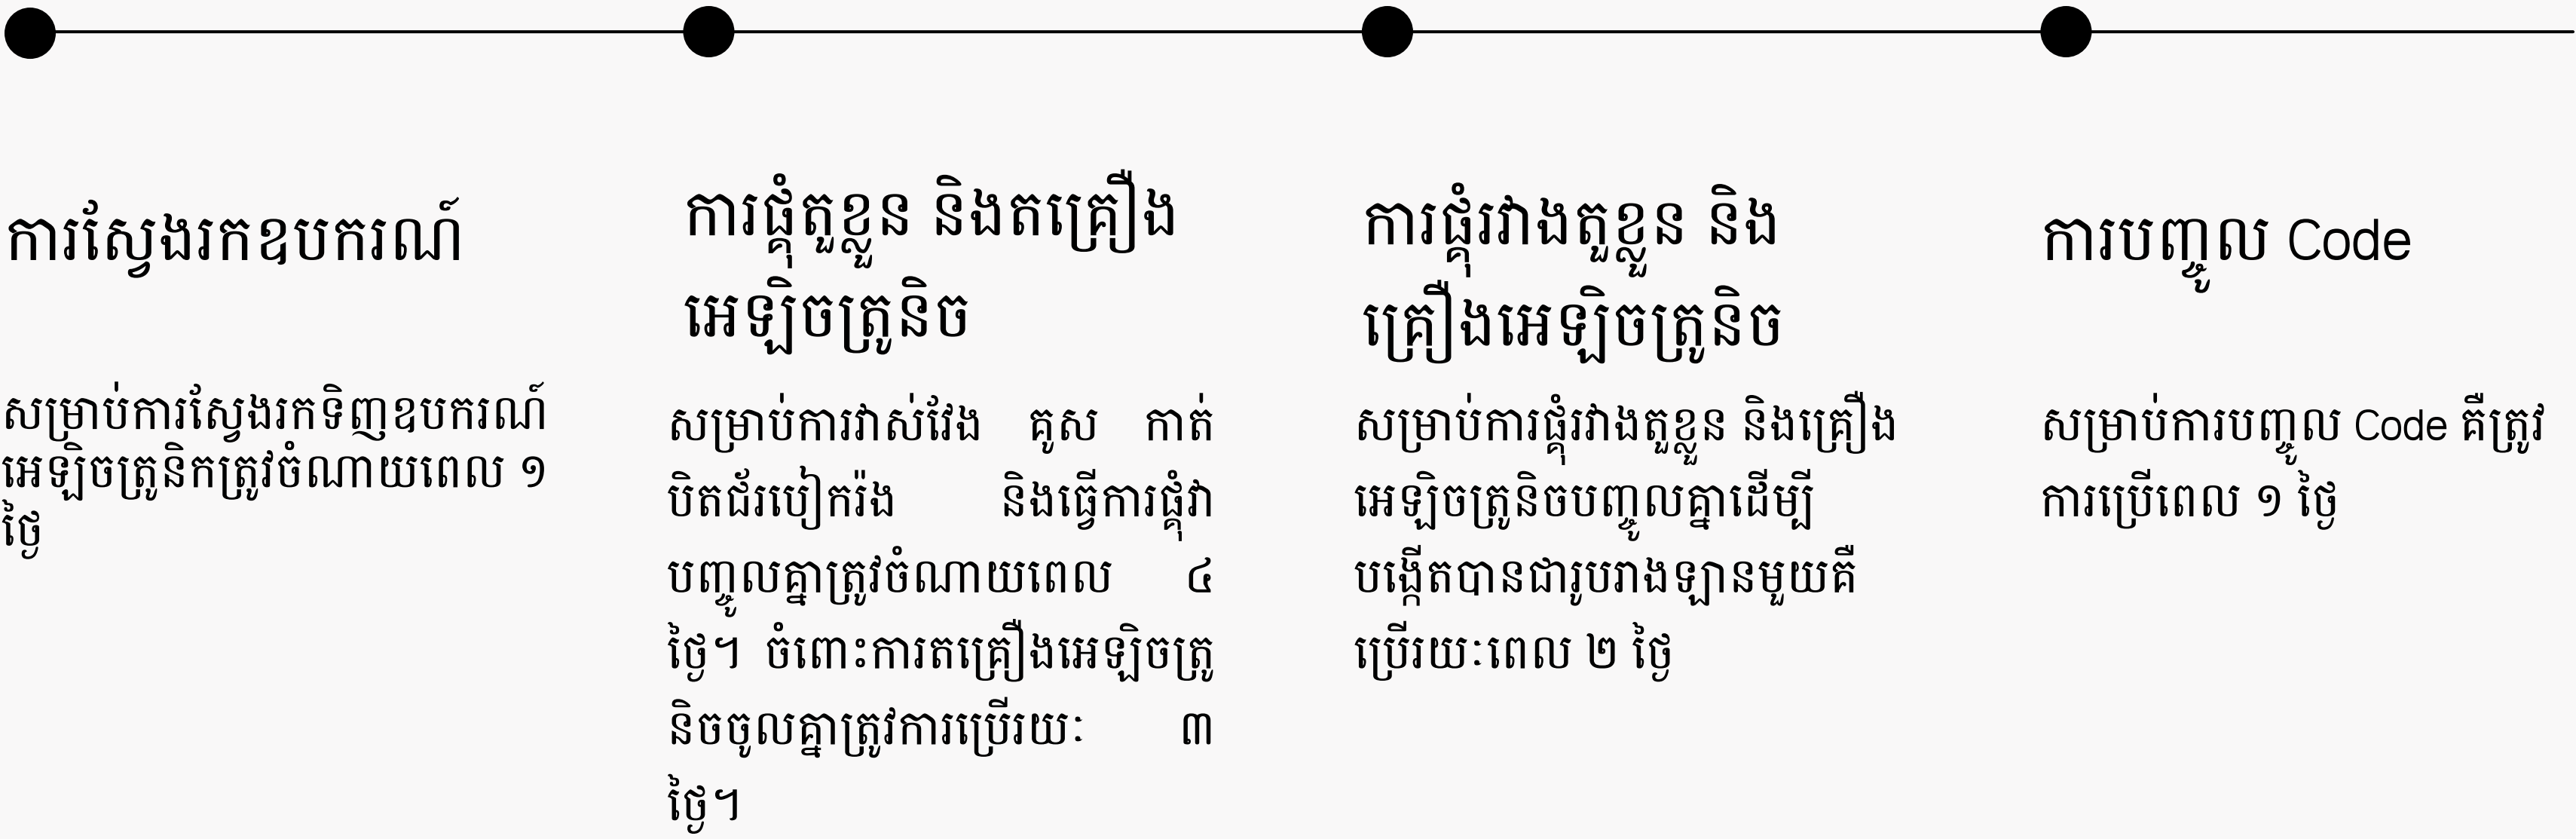 ការស្វែងរកឧបករណ៍
សម្រាប់ការស្វែងរកទិញឧបករណ៍
អេឡិចត្រូនិកត្រូវចំណាយពេល ១
ថ្ងៃ
ការផ្គុំតួខ្លួន និងតគ្រឿង
អេឡិចត្រូនិច
សម្រាប់ការវាស់វែង គូស កាត់
បិតជ័របៀករ៉ង និងធ្វើការផ្គុំវា
បញ្ចូលគ្នាត្រូវចំណាយពេល ៤
ថ្ងៃ។ ចំពោះការតគ្រឿងអេឡិចត្រូ
និចចូលគ្នាត្រូវការប្រើរយៈ ៣
ថ្ងៃ។
ការផ្គុំរវាងតួខ្លួន និង
គ្រឿងអេឡិចត្រូនិច
សម្រាប់ការផ្គុំរវាងតួខ្លួន និងគ្រឿង
អេឡិចត្រូនិចបញ្ចូលគ្នាដើម្បី
បង្កើតបានជារូបរាងឡានមួយគឺ
ប្រើរយៈពេល ២ ថ្ងៃ
ការបញ្ចូល Code
សម្រាប់ការបញ្ចូល Code គឺត្រូវ
ការប្រើពេល ១ ថ្ងៃ